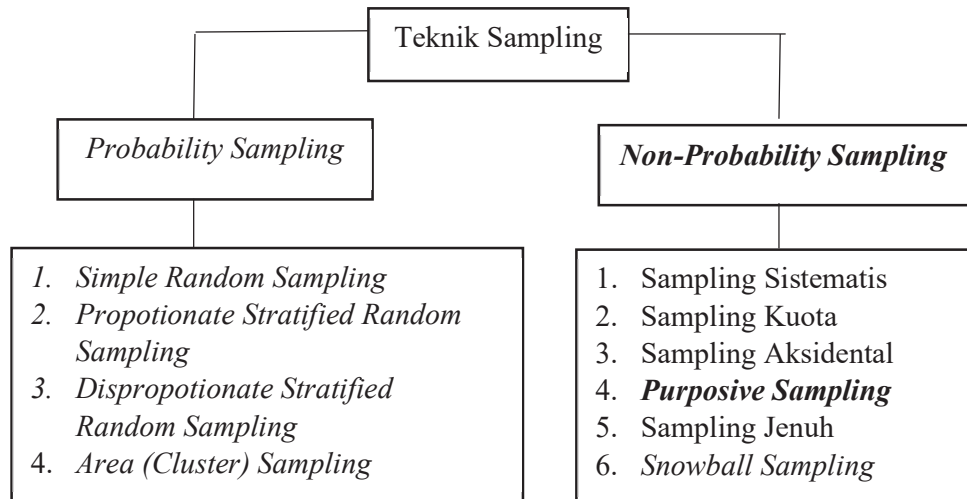 Teknik Sampling
Probability Sampling
Non-Probability Sampling
1. Simple Random Sampling
2. Propotionate Stratified Random
Sampling
3. Dispropotionate Stratified
Random Sampling
4. Area (Cluster) Sampling
1. Sampling Sistematis
2. Sampling Kuota
3. Sampling Aksidental
4. Purposive Sampling
5. Sampling Jenuh
6. Snowball Sampling